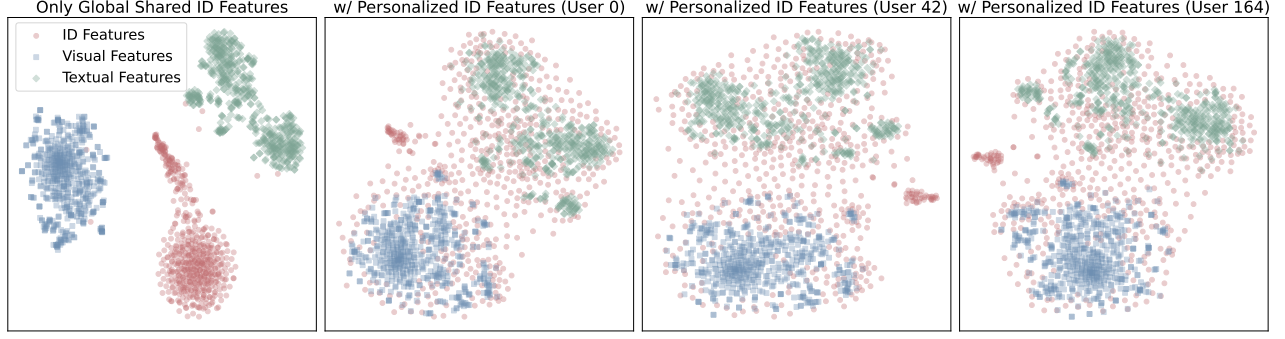 Only Global Shared ID Features
ID Features
Visual Features
Textual Features
w/ Personalized ID Features (User 0)
w/ Personalized ID Features (User 42)
w/ Personalized ID Features (User 164)